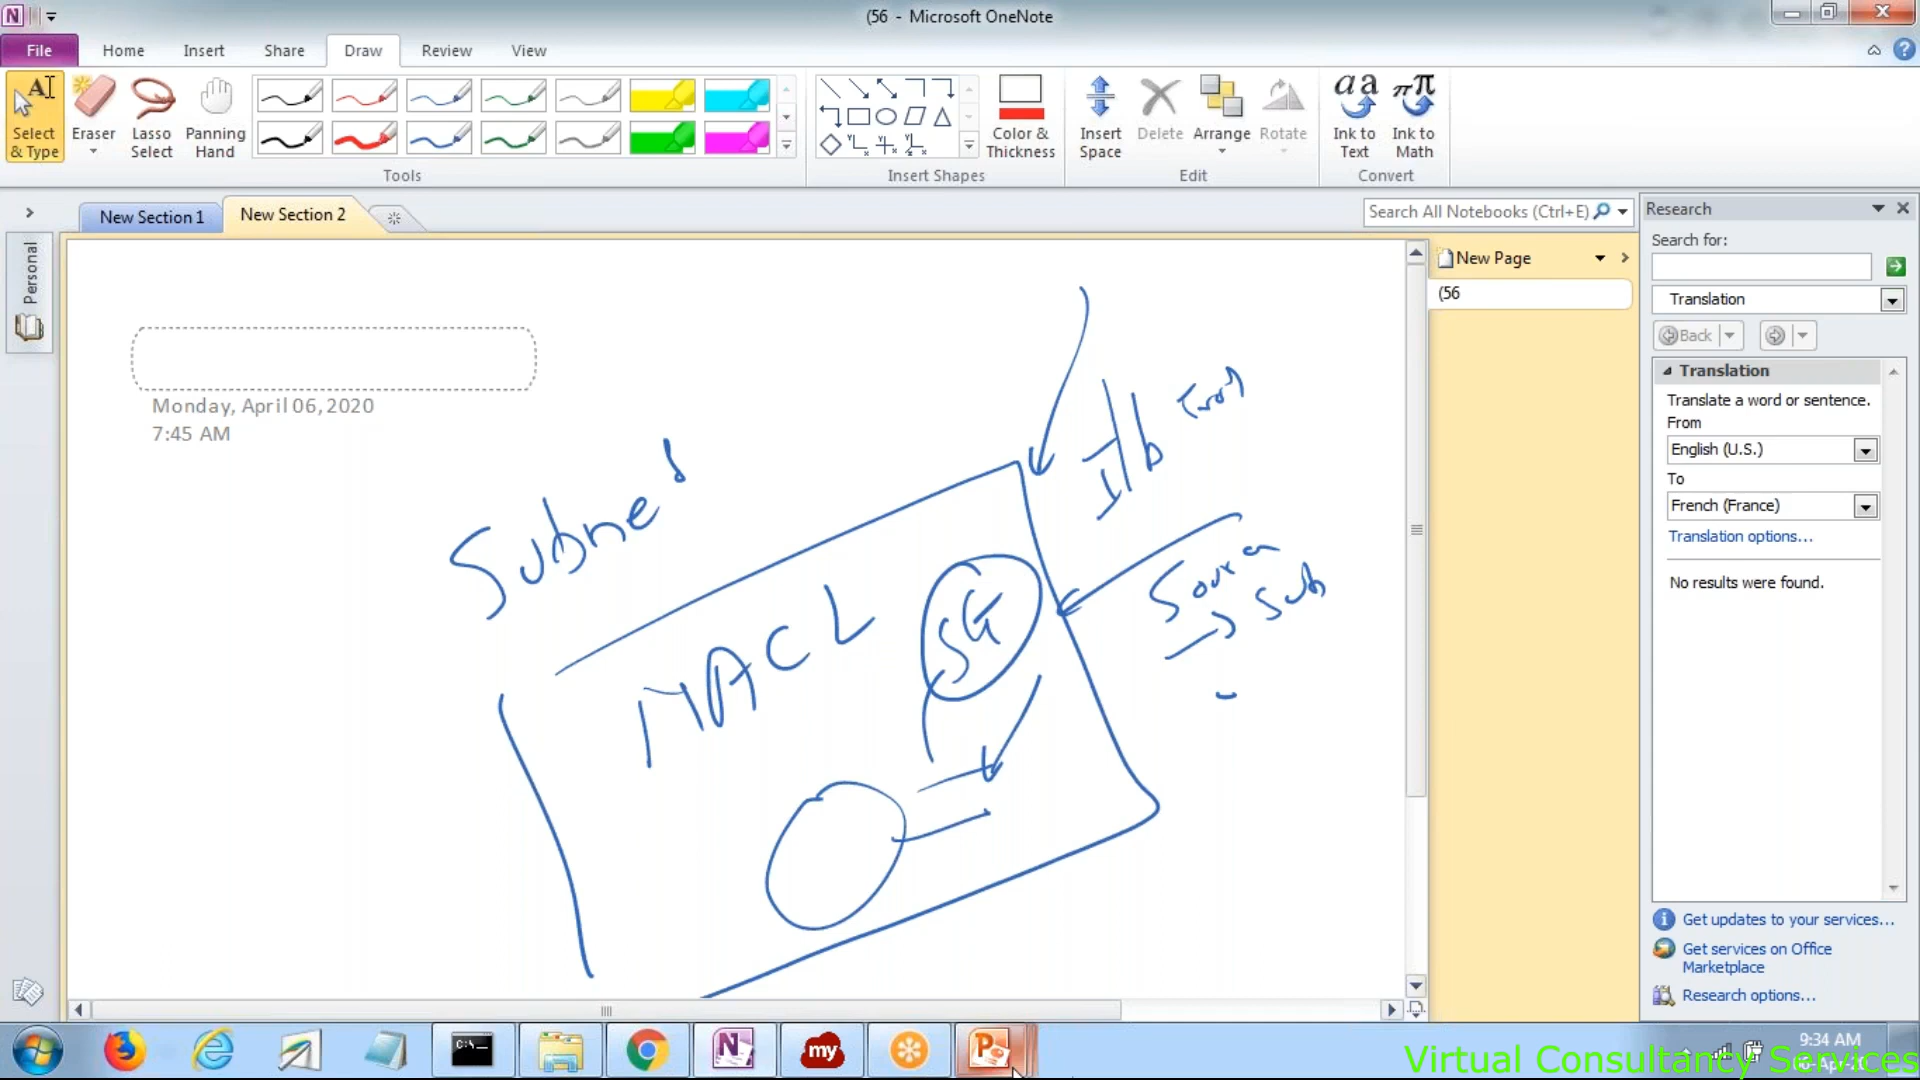 (56 - Microsoft OneNote
File Home Insert Share Draw Review View
Select & Type
Eraser
Lasso Select
Panning Hand
Color & Thickness
Insert Space
Delete
Arrange
Rotate
Ink to Text
Ink to Math
Tools
Insert Shapes
Edit
Convert
New Section 1
New Section 2
Search All Notebooks (Ctrl+E)
Personal
New Page
(56
Monday, April 06, 2020
7:45 AM
Subnet
NACL
SG
I/b
Source
Sub
Research
Search for:
Translation
Back
Translation
Translate a word or sentence.
From
English (U.S.)
To
French (France)
Translation options...
No results were found.
Get updates to your services...
Get services on Office Marketplace
Research options...
C:\
my
9:34 AM
Virtual Consultancy Services